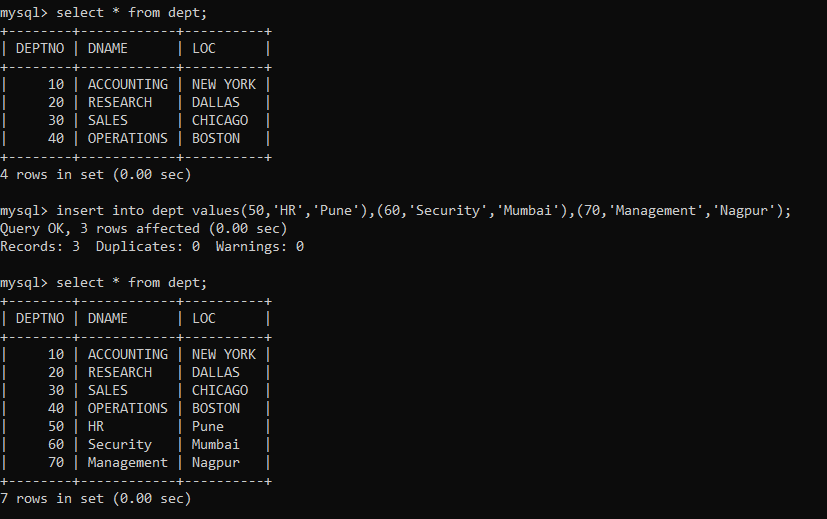 mysql> select * from dept;
+--------+------------+----------+
| DEPTNO | DNAME      | LOC      |
+--------+------------+----------+
|     10 | ACCOUNTING | NEW YORK |
|     20 | RESEARCH   | DALLAS   |
|     30 | SALES      | CHICAGO  |
|     40 | OPERATIONS | BOSTON   |
+--------+------------+----------+
4 rows in set (0.00 sec)
mysql> insert into dept values(50,'HR','Pune'),(60,'Security','Mumbai'),(70,'Management','Nagpur');
Query OK, 3 rows affected (0.00 sec)
Records: 3  Duplicates: 0  Warnings: 0
mysql> select * from dept;
+--------+------------+----------+
| DEPTNO | DNAME      | LOC      |
+--------+------------+----------+
|     10 | ACCOUNTING | NEW YORK |
|     20 | RESEARCH   | DALLAS   |
|     30 | SALES      | CHICAGO  |
|     40 | OPERATIONS | BOSTON   |
|     50 | HR         | Pune     |
|     60 | Security   | Mumbai   |
|     70 | Management | Nagpur   |
+--------+------------+----------+
7 rows in set (0.00 sec)